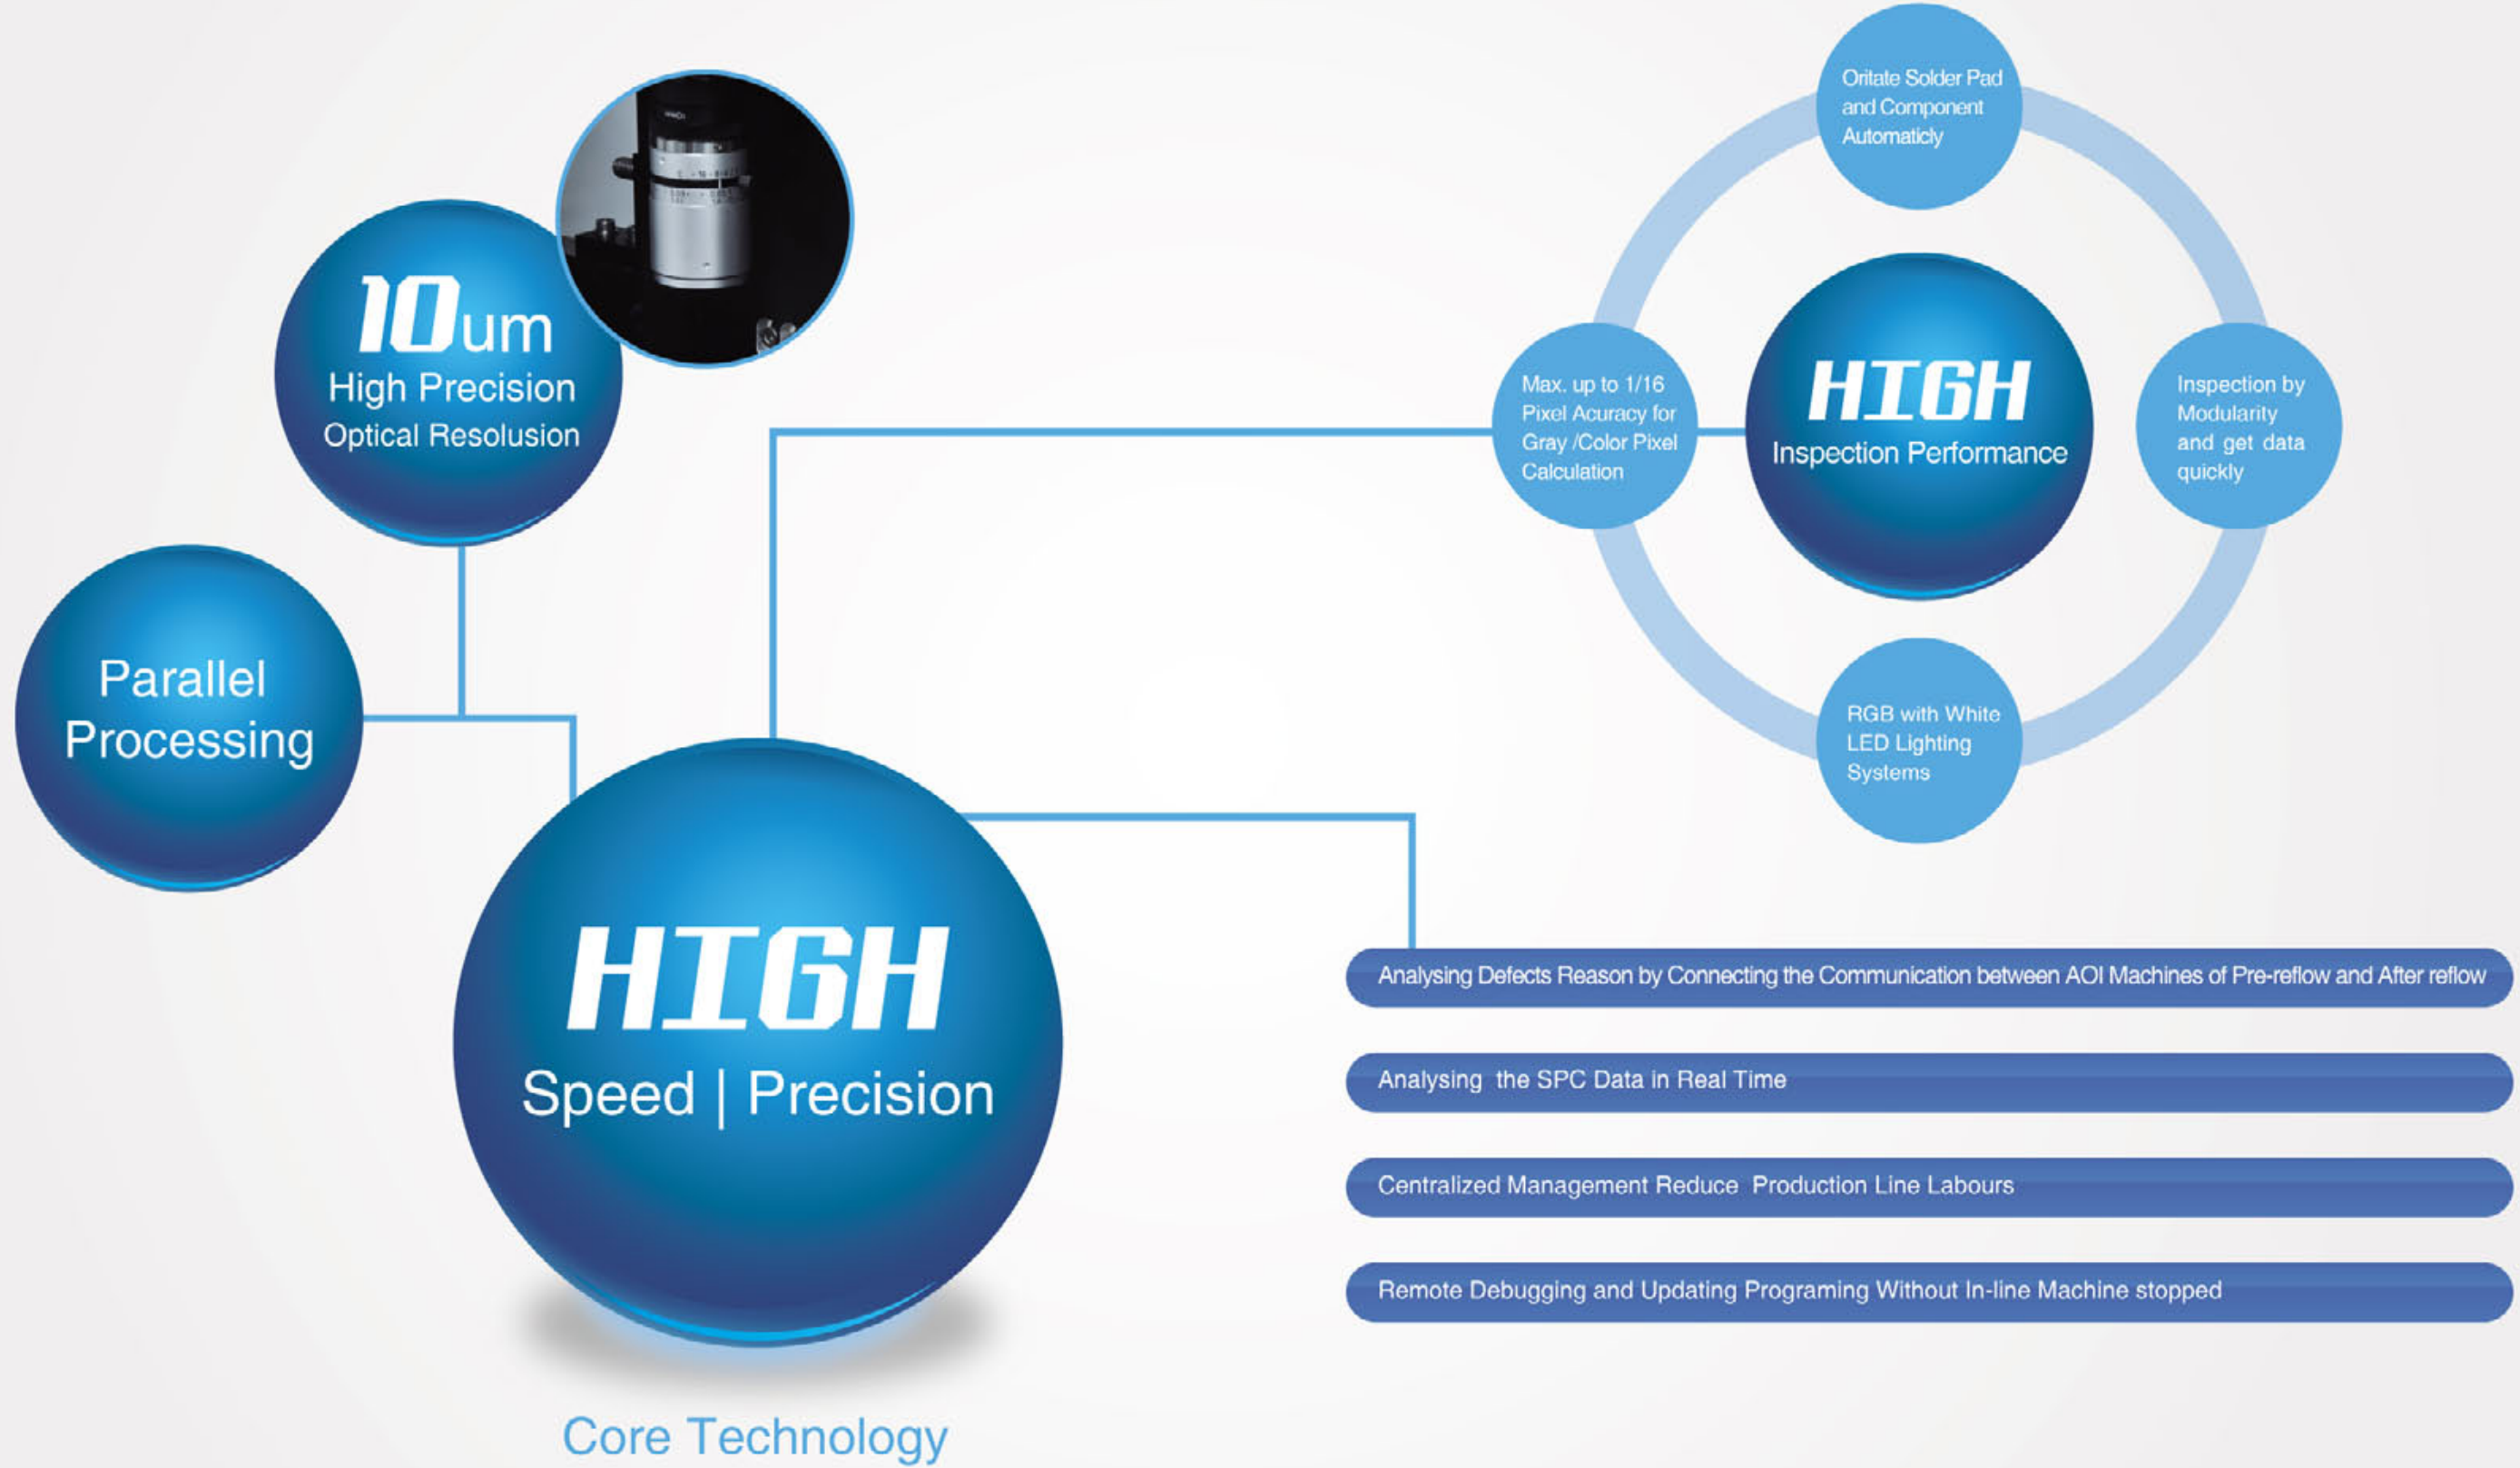 10um
High Precision
Optical Resolusion
Parallel
Processing
HIGH
Speed | Precision
Core Technology
Oritate Solder Pad
and Component
Automaticly
Max. up to 1/16
Pixel Acuracy for
Gray /Color Pixel
Calculation
HIGH
Inspection Performance
Inspection by
Modularity
and get data
quickly
RGB with White
LED Lighting
Systems
Analysing Defects Reason by Connecting the Communication between AOI Machines of Pre-reflow and After reflow
Analysing the SPC Data in Real Time
Centralized Management Reduce Production Line Labours
Remote Debugging and Updating Programing Without In-line Machine stopped